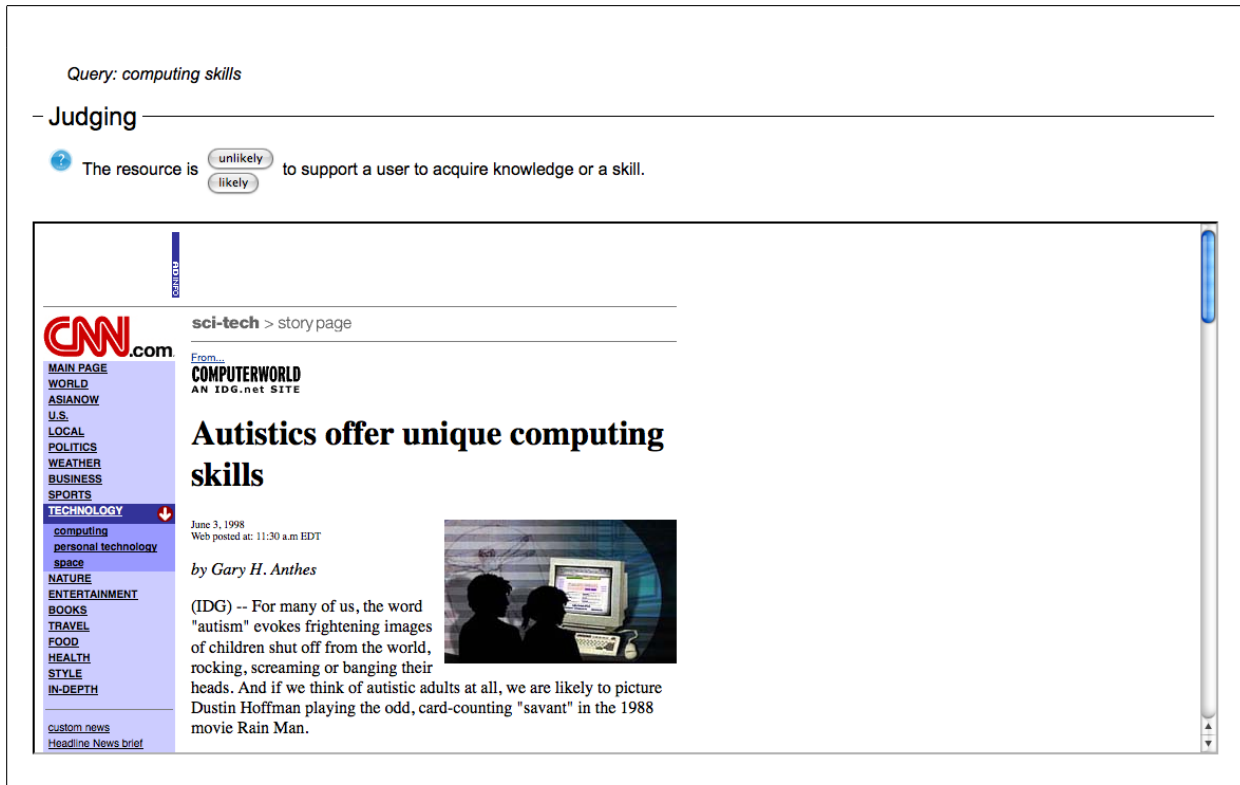 Query: computing skills
Judging
? The resource is unlikely to support a user to acquire knowledge or a skill.
likely
AD INFO
CNN.com
sci-tech > story page
From...
COMPUTERWORLD
AN IDG.net SITE
MAIN PAGE
WORLD
ASIANOW
U.S.
LOCAL
POLITICS
WEATHER
BUSINESS
SPORTS
TECHNOLOGY
computing
personal technology
space
NATURE
ENTERTAINMENT
BOOKS
TRAVEL
FOOD
HEALTH
STYLE
IN-DEPTH
custom news
Headline News brief
Autistics offer unique computing
skills
June 3, 1998
Web posted at: 11:30 a.m EDT
by Gary H. Anthes
(IDG) -- For many of us, the word
"autism" evokes frightening images
of children shut off from the world,
rocking, screaming or banging their
heads. And if we think of autistic adults at all, we are likely to picture
Dustin Hoffman playing the odd, card-counting "savant" in the 1988
movie Rain Man.